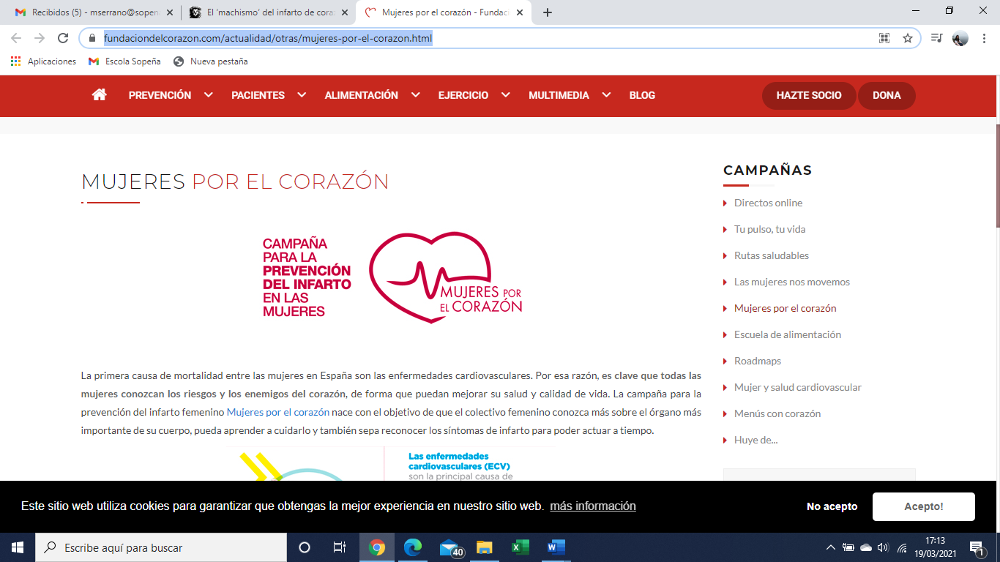 Recibidos (5) - mserrano@sopen
El 'machismo' del infarto de cora
Mujeres por el corazón - Fundac
fundaciondelcorazon.com/actualidad/otras/mujeres-por-el-corazon.html
Aplicaciones Escola Sopeña Nueva pestaña
PREVENCIÓN PACIENTES ALIMENTACIÓN EJERCICIO MULTIMEDIA BLOG HAZTE SOCIO DONA
MUJERES POR EL CORAZÓN
CAMPAÑA
PARA LA
PREVENCIÓN
DEL INFARTO
EN LAS
MUJERES
MUJERES POR
EL CORAZÓN
La primera causa de mortalidad entre las mujeres en España son las enfermedades cardiovasculares. Por esa razón, es clave que todas las
mujeres conozcan los riesgos y los enemigos del corazón, de forma que puedan mejorar su salud y calidad de vida. La campaña para la
prevención del infarto femenino Mujeres por el corazón nace con el objetivo de que el colectivo femenino conozca más sobre el órgano más
importante de su cuerpo, pueda aprender a cuidarlo y también sepa reconocer los síntomas de infarto para poder actuar a tiempo.
Las enfermedades
cardiovasculares (ECV)
son la principal causa de
CAMPAÑAS
Directos online
Tu pulso, tu vida
Rutas saludables
Las mujeres nos movemos
Mujeres por el corazón
Escuela de alimentación
Roadmaps
Mujer y salud cardiovascular
Menús con corazón
Huye de...
Este sitio web utiliza cookies para garantizar que obtengas la mejor experiencia en nuestro sitio web. más información No acepto Acepto!
Escribe aquí para buscar
40
17:13
19/03/2021
1